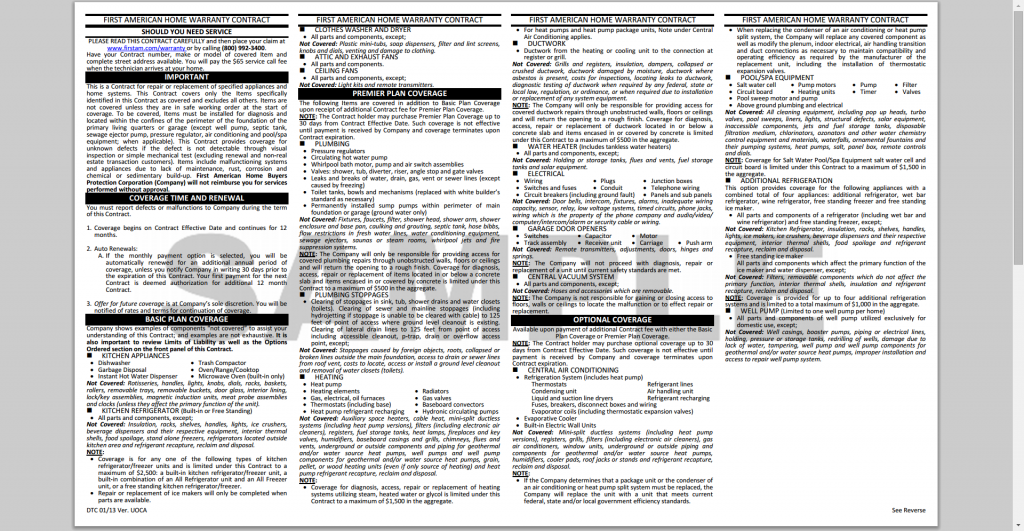 FIRST AMERICAN HOME WARRANTY CONTRACT
SHOULD YOU NEED SERVICE
PLEASE READ THIS CONTRACT CAREFULLY and then place your claim at
www.firstam.com/warranty or by calling (800) 992-3400.
Have your Contract number, make or model of covered item and
complete street address available. You will pay the $65 service call fee
when the technician arrives at your home.
IMPORTANT
This is a Contract for repair or replacement of specified appliances and
home systems. This Contract covers only the items specifically
identified in this Contract as covered and excludes all others. Items are
not covered unless they are in safe working order at the start of
coverage. To be covered, items must be installed for diagnosis and
located within the confines of the perimeter of the foundation of the
primary living quarters or garage (except well pump, septic tank,
sewage ejector pump, pressure regulator, air conditioning and pool/spa
equipment; when applicable). This Contract provides coverage for
unknown defects if the defect is not detectable through visual
inspection or simple mechanical test (excluding renewal and non-real
estate transaction customers). Items include malfunctioning systems
and appliances due to lack of maintenance, rust, corrosion and
chemical or sedimentary build-up. First American Home Buyers
Protection Corporation (Company) will not reimburse you for services
performed without approval.
COVERAGE TIME AND RENEWAL
You must report defects or malfunctions to Company during the term
of this Contract.
1. Coverage begins on Contract Effective Date and continues for 12
months.
2. Auto Renewals:
A. If the monthly payment option is selected, you will be
automatically renewed for an additional annual period of
coverage, unless you notify Company in writing 30 days prior to
the expiration of this Contract. Your first payment for the next
Contract is deemed authorization for additional 12 month
Contract.
3. Offer for future coverage is at Company's sole discretion. You will be
notified of rates and terms for continuation of coverage.
BASIC PLAN COVERAGE
Company shows examples of components "not covered" to assist your
understanding of this Contract and examples are not exhaustive. It is
also important to review Limits of Liability as well as the Options
Ordered section on the front panel of this Contract.
■ KITCHEN APPLIANCES
• Dishwasher • Trash Compactor
• Garbage Disposal • Oven/Range/Cooktop
• Instant Hot Water Dispenser • Microwave Oven (built-in only)
Not Covered: Rotisseries, handles, lights, knobs, dials, racks, baskets,
rollers, removable trays, removable buckets, door glass, interior lining,
lock/clock assemblies, magnetic induction units, meat probe assemblies
and clocks (unless they affect the primary function of the unit).
■ KITCHEN REFRIGERATOR (Built-in or Free Standing)
• All parts and components, except;
Not Covered: Insulation, racks, shelves, handles, lights, ice crushers,
beverage dispensers and their respective equipment, interior thermal
shells, food spoilage, stand alone freezers, refrigerators located outside
kitchen area and refrigerant recapture, reclaim and disposal.
NOTE:
• Coverage is for any one of the following types of kitchen
refrigerator/freezer units and is limited under this Contract to a
maximum of $2,500: a built-in kitchen refrigerator/freezer unit, a
built-in combination of an All Refrigerator unit and an All Freezer
unit, or a free standing kitchen refrigerator/freezer.
• Repair or replacement of ice makers will only be completed when
parts are available.
DTC 01/13 Ver. UOCA
FIRST AMERICAN HOME WARRANTY CONTRACT
■ CLOTHES WASHER AND DRYER
• All parts and components, except;
Not Covered: Plastic mini-tubs, soap dispensers, filter and lint screens,
knobs and dials, venting and damage to clothing.
■ ATTIC AND EXHAUST FANS
• All parts and components.
■ CEILING FANS
• All parts and components, except;
Not Covered: Light kits and remote transmitters.
PREMIER PLAN COVERAGE
The following items are covered in addition to Basic Plan Coverage
upon receipt of additional Contract fee for Premier Plan Coverage.
NOTE: The Contract holder may purchase Premier Plan Coverage up to
30 days from Contract Effective Date. Such coverage is not effective
until payment is received by Company and coverage terminates upon
Contract expiration.
■ PLUMBING
• Pressure regulators
• Circulating hot water pump
• Whirlpool bath motor, pump and air switch assemblies
• Valves: shower, tub, diverter, riser, angle stop and gate valves
• Leaks and breaks of water, drain, gas, vent or sewer lines (except
caused by freezing)
• Toilet tanks, bowls and mechanisms (replaced with white builder's
standard as necessary)
• Permanently installed sump pumps within perimeter of main
foundation or garage (ground water only)
Not Covered: Fixtures, faucets, filter, shower head, shower arm, shower
enclosure and base pan, caulking and grouting, septic tank, hose bibbs,
flow restrictions in fresh water lines, water conditioning equipment,
sewage ejectors, saunas or steam rooms, whirlpool jets and fire
suppression systems.
NOTE: The Company will only be responsible for providing access for
covered plumbing repairs through unobstructed walls, floors or ceilings
and will return the opening to a rough finish. Coverage for diagnosis,
access, repair, or replacement of items located in or below a concrete
slab and items encased in or covered by concrete is limited under this
Contract to a maximum of $500 in the aggregate.
■ PLUMBING STOPPAGES
• Clearing of stoppages in sink, tub, shower drains and water closets
(toilets). Clearing of sewer and mainline stoppages (including
hydrojetting if stoppage is unable to be cleared with cable) to 125
feet of point of access where ground level cleanout is existing.
Clearing of lateral drain lines to 125 feet from point of access
including accessible cleanout, p-trap, drain or overflow access
point, except;
Not Covered: Stoppages caused by foreign objects, roots, collapsed or
broken lines outside the main foundation, access to drain or sewer lines
from roof vent, costs to locate, access or install a ground level cleanout
and removal of water closets (toilets).
■ HEATING
• Heat pump
• Heating elements • Radiators
• Gas, electrical, oil furnaces • Gas valves
• Thermostats (including base) • Baseboard convectors
• Heat pump refrigerant recharging • Hydronic circulating pumps
Not Covered: Auxiliary space heaters, cable heat, mini-split ductless
systems (including heat pump versions), filters (including electronic air
cleaners), registers, fuel storage tanks, heat lamps, fireplaces and key
valves, humidifiers, baseboard casings and grills, chimneys, flues and
vents, underground or outside components and piping for geothermal
and/or water source heat pumps, well pumps and well pump
components for geothermal and/or water source heat pumps, grain,
pellet, or wood heating units (even if only source of heating) and heat
pump refrigerant recapture, reclaim and disposal.
NOTE:
• Coverage for diagnosis, access, repair or replacement of heating
systems utilizing steam, heated water or glycol is limited under this
Contract to a maximum of $1,500 in the aggregate.
FIRST AMERICAN HOME WARRANTY CONTRACT
• For heat pumps and heat pump package units, Note under Central
Air Conditioning applies.
■ DUCTWORK
• Ductwork from the heating or cooling unit to the connection at
register or grill.
Not Covered: Grills and registers, insulation, dampers, collapsed or
crushed ductwork, ductwork damaged by moisture, ductwork where
asbestos is present, costs for inspections, locating leaks to ductwork,
diagnostic testing of ductwork when required by any federal, state or
local law, regulation, or ordinance, or when required due to installation
or replacement of any system equipment.
NOTE: The Company will only be responsible for providing access for
covered ductwork repairs through unobstructed walls, floors or ceilings
and will return the opening to a rough finish. Coverage for diagnosis,
access, repair or replacement of ductwork located in or below a
concrete slab and items encased in or covered by concrete is limited
under this Contract to a maximum of $500 in the aggregate.
■ WATER HEATER (Includes tankless water heaters)
• All parts and components, except;
Not Covered: Holding or storage tanks, flues and vents, fuel storage
tanks and solar equipment.
■ ELECTRICAL
• Wiring • Plugs • Junction boxes
• Switches and fuses • Conduit • Telephone wiring
• Circuit breakers (including ground fault) • Panels and sub panels
Not Covered: Door bells, intercom, fixtures, alarms, inadequate wiring
capacity, sensor, relay, low voltage systems, timed circuits, phone jacks,
wiring which is the property of the phone company and audio/video/
computer/intercom/alarm or security cable or wiring.
■ GARAGE DOOR OPENERS
• Switches • Capacitor • Motor
• Track assembly • Receiver unit • Carriage • Push arm
Not Covered: Remote transmitters, adjustments, doors, hinges and
springs.
NOTE: The Company will not proceed with diagnosis, repair or
replacement of a unit until current safety standards are met.
■ CENTRAL VACUUM SYSTEM
• All parts and components, except;
Not Covered: Hoses and accessories which are removable.
NOTE: The Company is not responsible for gaining or closing access to
floors, walls or ceilings to locate the malfunction or to effect repair or
replacement.
OPTIONAL COVERAGE
Available upon payment of additional Contract fee with either the Basic
Plan Coverage or Premier Plan Coverage.
NOTE: The Contract holder may purchase optional coverage up to 30
days from Contract Effective Date. Such coverage is not effective until
payment is received by Company and coverage terminates upon
Contract expiration.
■ CENTRAL AIR CONDITIONING
• Refrigeration System (includes heat pump)
Thermostats Refrigerant lines
Condensing unit Air handling unit
Liquid and suction line dryers Refrigerant recharging
Fuses, breakers, disconnect boxes and wiring
Evaporator coils (including thermostatic expansion valves)
• Evaporative Cooler
• Built-in Electric Wall Units
Not Covered: Mini-split ductless systems (including heat pump
versions), registers, grills, filters (including electronic air cleaners), gas
air conditioners, window units, underground or outside piping and
components for geothermal and/or water source heat pumps,
humidifiers, cooler pads, roof jacks or stands and refrigerant recapture,
reclaim and disposal.
NOTE:
• If the Company determines that a package unit or the condenser of
an air conditioning or heat pump split system must be replaced, the
Company will replace the unit with a unit that meets current
federal, state and/or local government efficiency standards.
FIRST AMERICAN HOME WARRANTY CONTRACT
• When replacing the condenser of an air conditioning or heat pump
split system, the Company will replace any covered component as
well as modify the plenum, indoor electrical, air handling transition
and duct connections as necessary to maintain compatibility and
operating efficiency as required by the manufacturer of the
replacement unit, including the installation of thermostatic
expansion valves.
■ POOL/SPA EQUIPMENT
• Salt water cell • Pump motors • Pump • Filter
• Circuit board • Heating units • Timer • Valves
• Pool sweep motor and pump
• Above ground plumbing and electrical
Not Covered: All cleaning equipment, including pop up heads, turbo
valves, pool sweeps, liners, lights, structural defects, solar equipment,
inaccessible components, jets and fuel storage tanks, disposable
filtration medium, chlorinators, ozonators and other water chemistry
control equipment and materials, waterfalls, ornamental fountains and
their pumping systems, heat pumps, salt, panel box, remote controls
and dials.
NOTE: Coverage for Salt Water Pool/Spa Equipment salt water cell and
circuit board is limited under this Contract to a maximum of $1,500 in
the aggregate.
■ ADDITIONAL REFRIGERATION
This option provides coverage for the following appliances with a
combined total of four appliances: additional refrigerator, wet bar
refrigerator, wine refrigerator, free standing freezer and free standing
ice maker.
• All parts and components of a refrigerator (including wet bar and
wine refrigerator) and free standing freezer, except;
Not Covered: Kitchen Refrigerator, insulation, racks, shelves, handles,
lights, ice makers, ice crushers, beverage dispensers and their respective
equipment, interior thermal shells, food spoilage and refrigerant
recapture, reclaim and disposal.
• Free standing ice maker
All parts and components which affect the primary function of the
ice maker and water dispenser, except;
Not Covered: Filters, removable components which do not affect the
primary function, interior thermal shells, insulation and refrigerant
recapture, reclaim and disposal.
NOTE: Coverage is provided for up to four additional refrigeration
systems and is limited to a total maximum of $1,000 in the aggregate.
■ WELL PUMP (Limited to one well pump per home)
• All parts and components of well pump utilized exclusively for
domestic use, except;
Not Covered: Well casings, booster pumps, piping or electrical lines,
holding, pressure or storage tanks, redrilling of wells, damage due to
lack of water, tampering, well pump and well pump components for
geothermal and/or water source heat pumps, improper installation and
access to repair well pump system.
See Reverse
SAMPLE